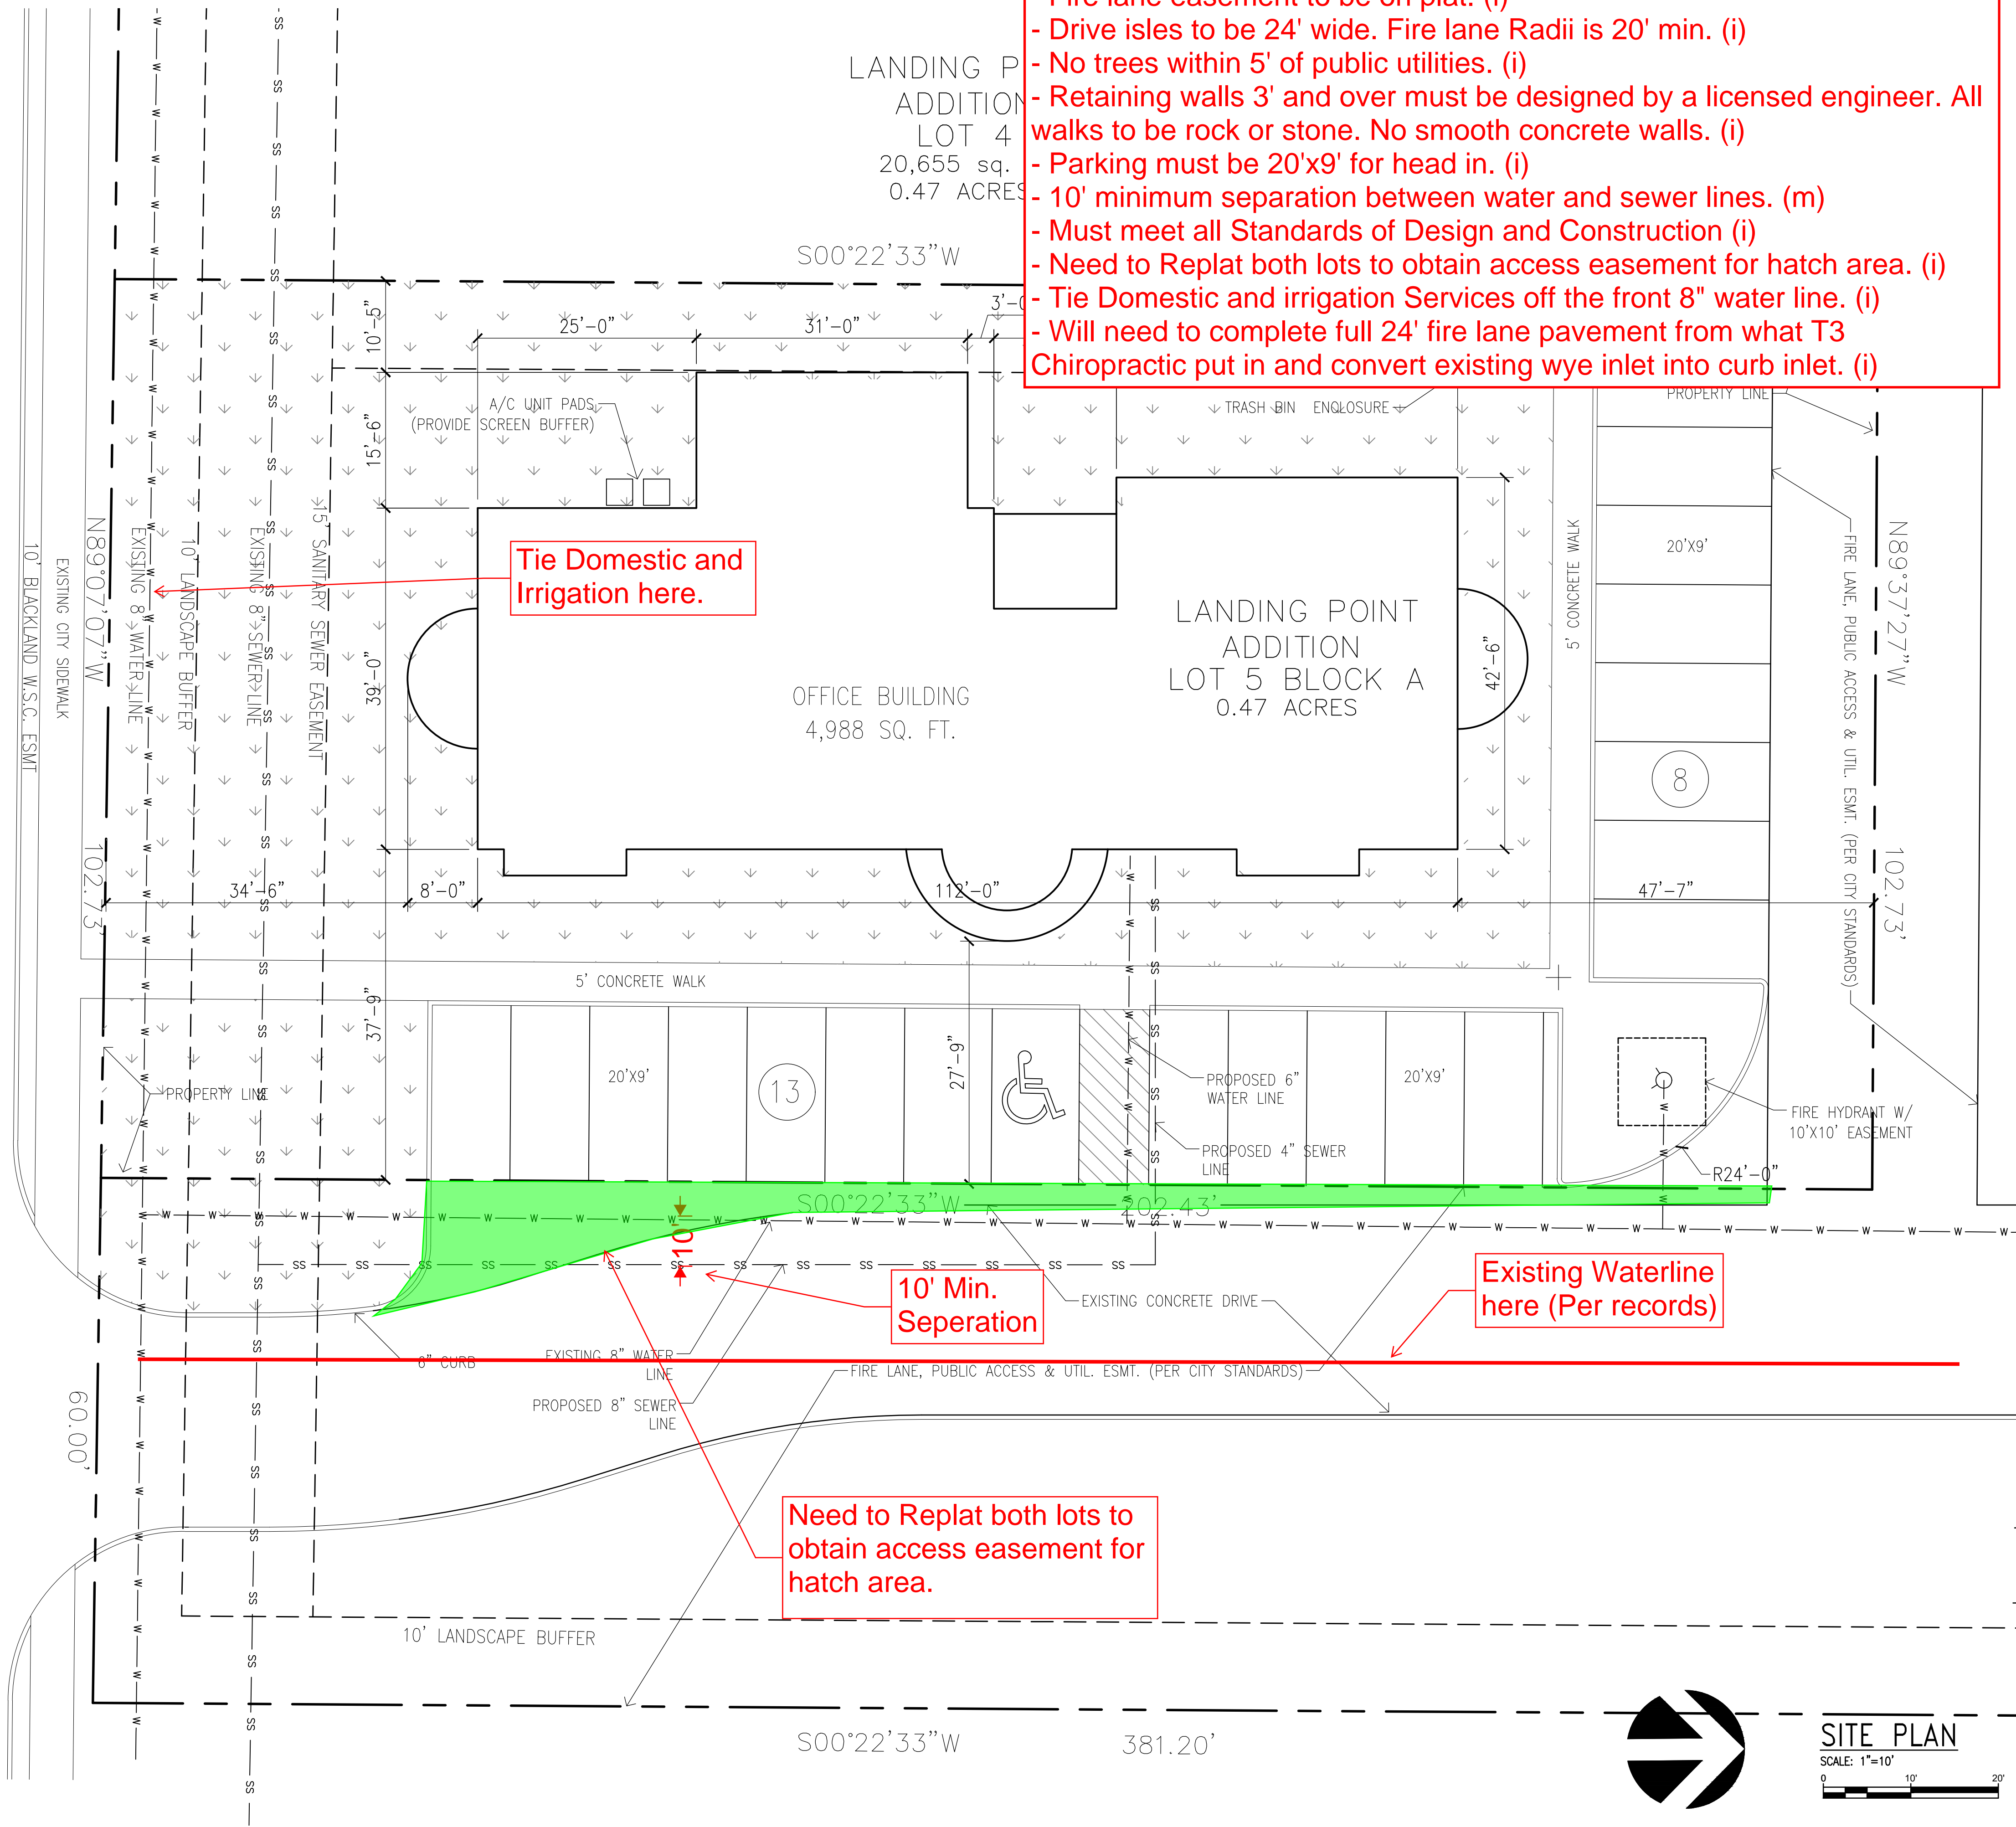 - Fire lane easement to be on plat. (i)
- Drive isles to be 24' wide. Fire lane Radii is 20' min. (i)
- No trees within 5' of public utilities. (i)
- Retaining walls 3' and over must be designed by a licensed engineer. All
walks to be rock or stone. No smooth concrete walls. (i)
- Parking must be 20'x9' for head in. (i)
- 10' minimum separation between water and sewer lines. (m)
- Must meet all Standards of Design and Construction (i)
- Need to Replat both lots to obtain access easement for hatch area. (i)
- Tie Domestic and irrigation Services off the front 8" water line. (i)
- Will need to complete full 24' fire lane pavement from what T3
Chiropractic put in and convert existing wye inlet into curb inlet. (i)
LANDING P
ADDITION
LOT 4
20,655 sq.
0.47 ACRES
S00°22'33"W
10'-5"
25'-0"
31'-0"
3'-0
15'-6"
A/C UNIT PADS
(PROVIDE SCREEN BUFFER)
TRASH BIN ENCLOSURE
PROPERTY LINE
Tie Domestic and
Irrigation here.
10' BLACKLAND W.S.C. ESMT
EXISTING CITY SIDEWALK
N89°07'07"W
102.73'
EXISTING 8" WATER LINE
10' LANDSCAPE BUFFER
EXISTING 8" SEWER LINE
15' SANITARY SEWER EASEMENT
39'-0"
OFFICE BUILDING
4,988 SQ. FT.
LANDING POINT
ADDITION
LOT 5 BLOCK A
0.47 ACRES
42'-6"
5' CONCRETE WALK
20'X9'
8
FIRE LANE, PUBLIC ACCESS & UTIL. ESMT. (PER CITY STANDARDS)
N89°37'27"W
102.73'
34'-6"
8'-0"
112'-0"
47'-7"
5' CONCRETE WALK
37'-9"
27'-9"
20'X9'
13
20'X9'
PROPERTY LINE
PROPOSED 6"
WATER LINE
PROPOSED 4" SEWER
LINE
FIRE HYDRANT W/
10'X10' EASEMENT
R24'-0"
S00°22'33"W
202.43'
10'
10' Min.
Seperation
EXISTING CONCRETE DRIVE
Existing Waterline
here (Per records)
6" CURB
EXISTING 8" WATER
LINE
FIRE LANE, PUBLIC ACCESS & UTIL. ESMT. (PER CITY STANDARDS)
PROPOSED 8" SEWER
LINE
60.00'
Need to Replat both lots to
obtain access easement for
hatch area.
10' LANDSCAPE BUFFER
S00°22'33"W
381.20'
SITE PLAN
SCALE: 1"=10'
0 10' 20'